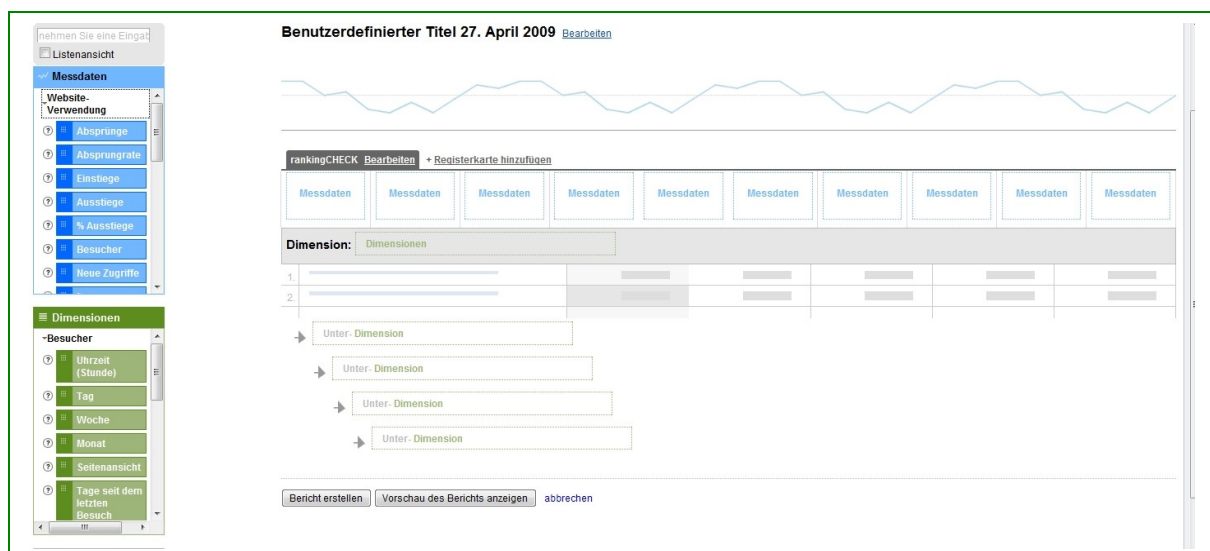 nehmen Sie eine Eingab
Listenansicht
Messdaten
Website-
Verwendung
Absprünge
Absprungrate
Einstiege
Ausstiege
% Ausstiege
Besucher
Neue Zugriffe
Dimensionen
Besucher
Uhrzeit
(Stunde)
Tag
Woche
Monat
Seitenansicht
Tage seit dem
letzten
Besuch
Benutzerdefinierter Titel 27. April 2009 Bearbeiten
rankingCHECK Bearbeiten + Registerkarte hinzufügen
Messdaten Messdaten Messdaten Messdaten Messdaten Messdaten Messdaten Messdaten Messdaten Messdaten
Dimension: Dimensionen
1.
2.
Unter- Dimension
Unter- Dimension
Unter- Dimension
Unter- Dimension
Bericht erstellen Vorschau des Berichts anzeigen abbrechen